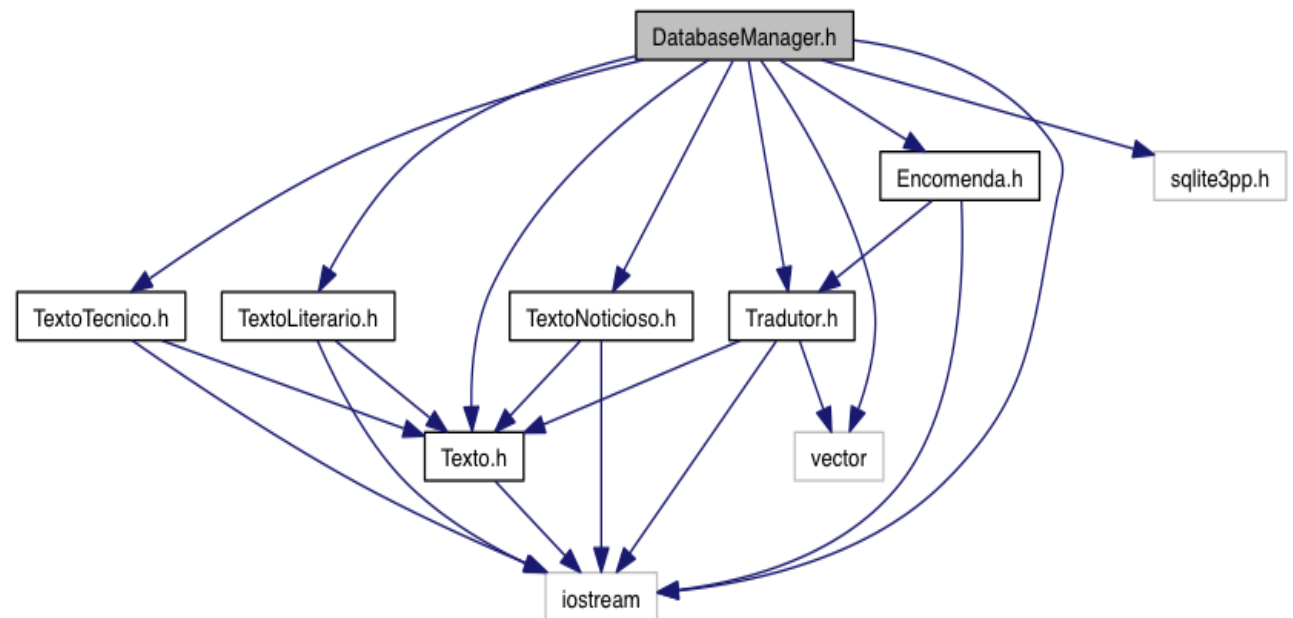 DatabaseManager.h
Encomenda.h
sqlite3pp.h
TextoTecnico.h
TextoLiterario.h
TextoNoticioso.h
Tradutor.h
Texto.h
vector
iostream